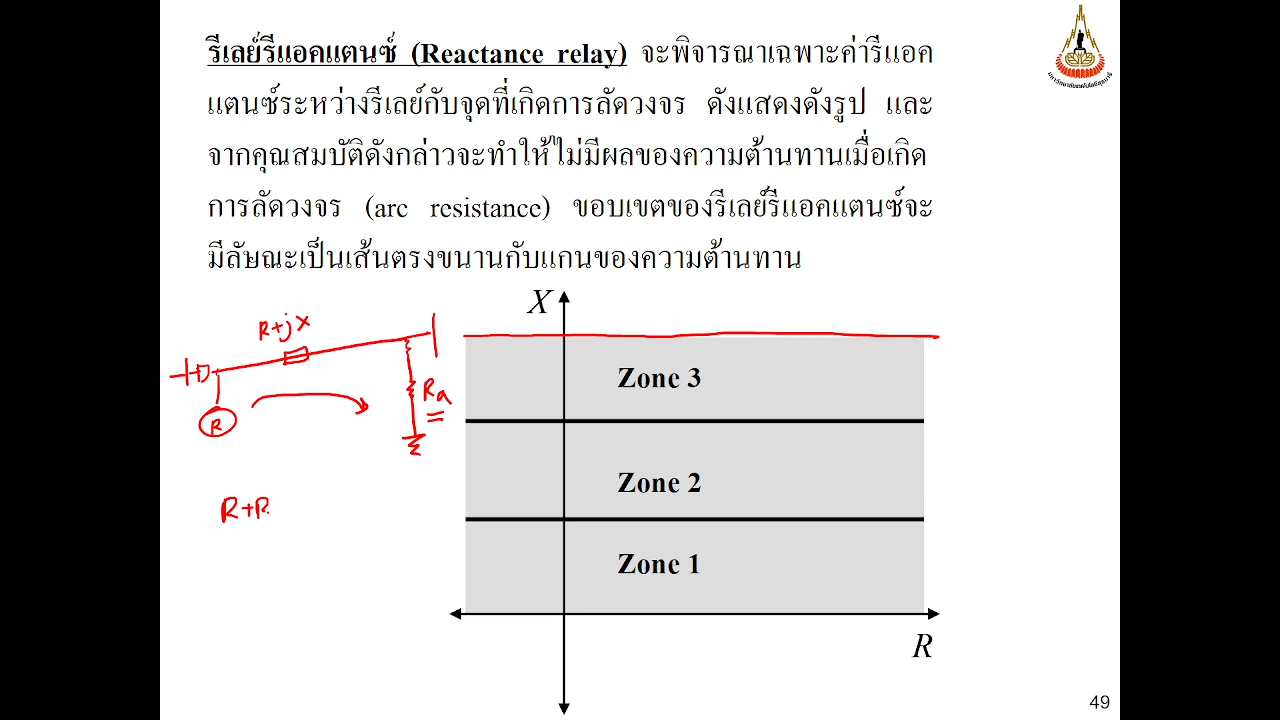 รีเลย์รีแอคแตนซ์ (Reactance relay) จะพิจารณาเฉพาะค่ารีแอค
แตนซ์ระหว่างรีเลย์กับจุดที่เกิดการลัดวงจร ดังแสดงดังรูป และ
จากคุณสมบัติดังกล่าวจะทำให้ไม่มีผลของความต้านทานเมื่อเกิด
การลัดวงจร (arc resistance) ขอบเขตของรีเลย์รีแอคแตนซ์จะ
มีลัษณะเป็นเส้นตรงขนานกับแกนของความต้านทาน
X
R+jX
Zone 3
Ra
R
Zone 2
R+R
Zone 1
R
49